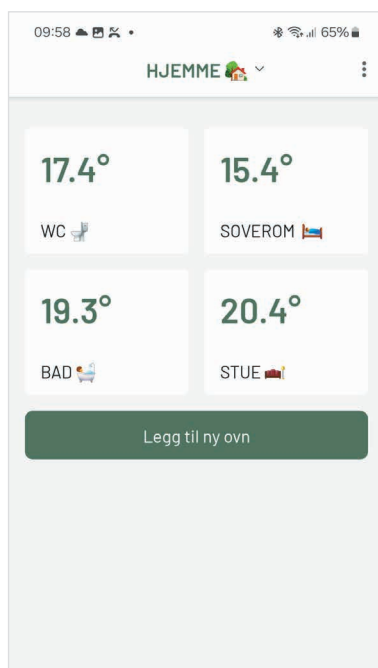 09:58 65%
HJEMME
17.4° 15.4°
WC SOVEROM
19.3° 20.4°
BAD STUE
Legg til ny ovn